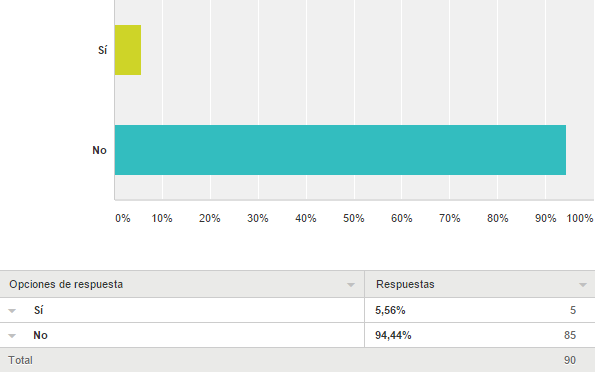 Sí
No
0% 10% 20% 30% 40% 50% 60% 70% 80% 90% 100%
Opciones de respuesta Respuestas
Sí 5,56% 5
No 94,44% 85
Total 90